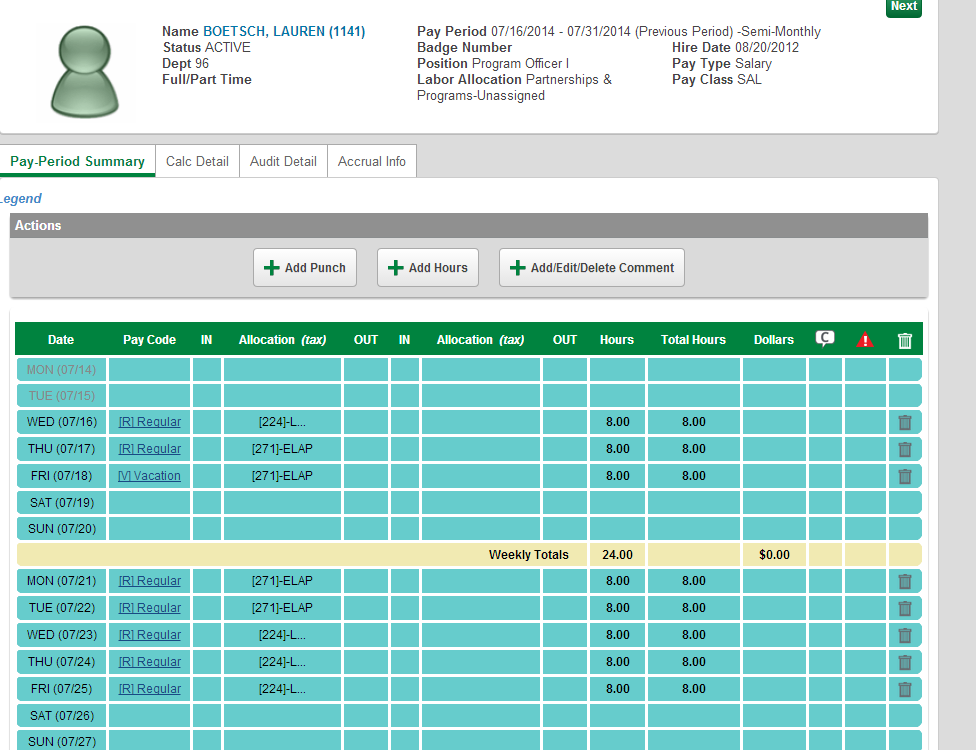 Next
Name BOETSCH, LAUREN (1141)
Status ACTIVE
Dept 96
Full/Part Time
Pay Period 07/16/2014 - 07/31/2014 (Previous Period) -Semi-Monthly
Badge Number Hire Date 08/20/2012
Position Program Officer I Pay Type Salary
Labor Allocation Partnerships & Pay Class SAL
Programs-Unassigned
Pay-Period Summary Calc Detail Audit Detail Accrual Info
Legend
Actions
Add Punch Add Hours Add/Edit/Delete Comment
Date Pay Code IN Allocation (tax) OUT IN Allocation (tax) OUT Hours Total Hours Dollars C
MON (07/14)
TUE (07/15)
WED (07/16) [R] Regular [224]-L... 8.00 8.00
THU (07/17) [R] Regular [271]-ELAP 8.00 8.00
FRI (07/18) [V] Vacation [271]-ELAP 8.00 8.00
SAT (07/19)
SUN (07/20)
Weekly Totals 24.00 $0.00
MON (07/21) [R] Regular [271]-ELAP 8.00 8.00
TUE (07/22) [R] Regular [271]-ELAP 8.00 8.00
WED (07/23) [R] Regular [224]-L... 8.00 8.00
THU (07/24) [R] Regular [224]-L... 8.00 8.00
FRI (07/25) [R] Regular [224]-L... 8.00 8.00
SAT (07/26)
SUN (07/27)